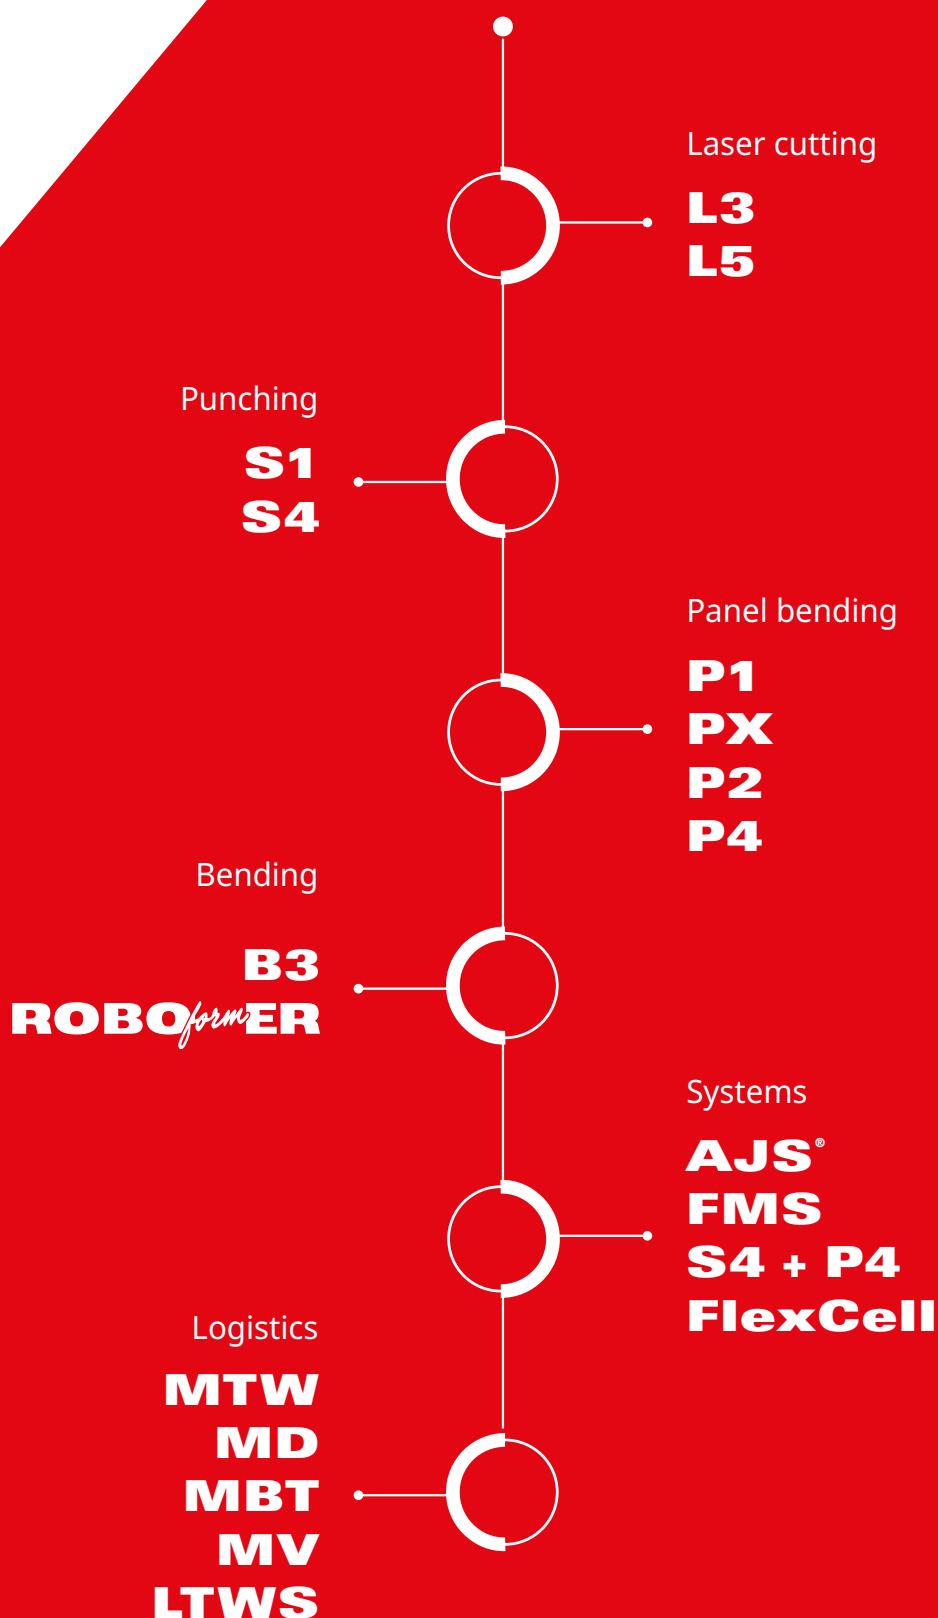 Laser cutting
L3
L5
Punching
S1
S4
Panel bending
P1
PX
P2
P4
Bending
B3
ROBOformER
Systems
AJS®
FMS
S4 + P4
FlexCell
Logistics
MTW
MD
MBT
MV
LTWS